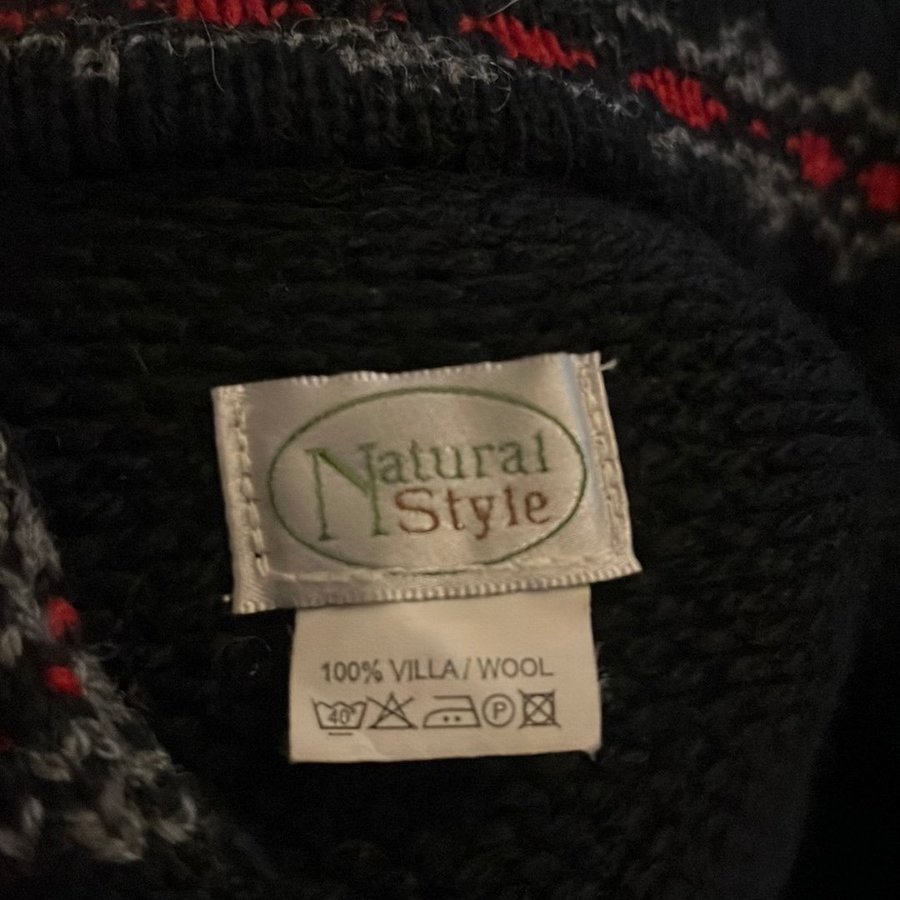 Natural
Style
100% VILLA / WOOL
40° P